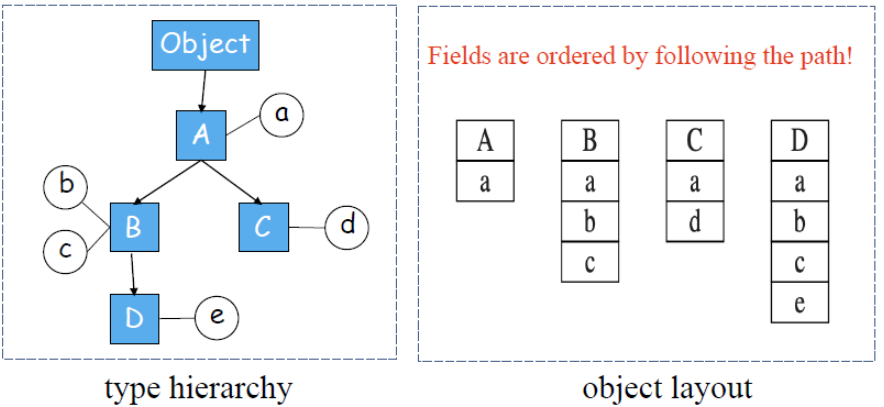 Object
A
a
b
B
c
C
d
D
e
type hierarchy
Fields are ordered by following the path!
A
a
B
a
b
c
C
a
d
D
a
b
c
e
object layout